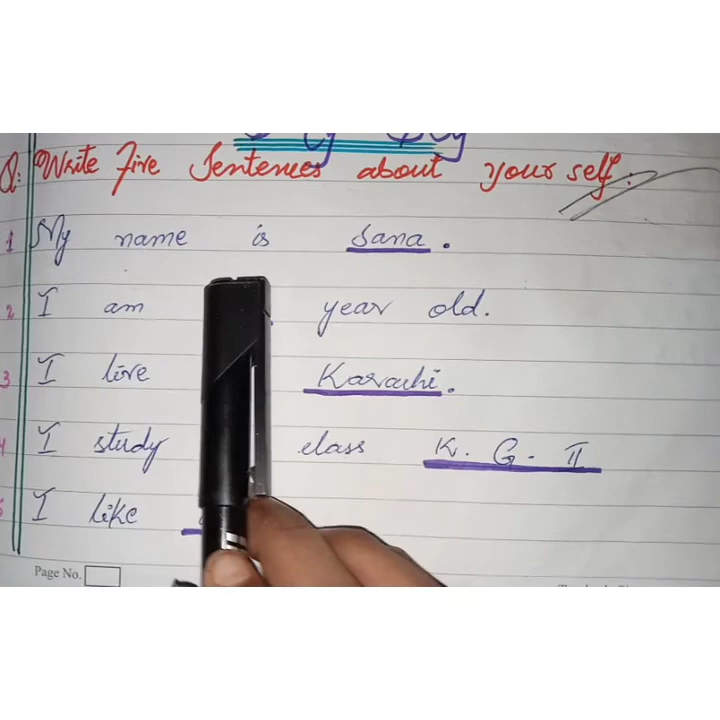 Q: Write Five Sentences about your self.
1 My name is Sana.
2 I am year old.
3 I live Karachi.
4 I study class K. G. II
5 I like
Page No.